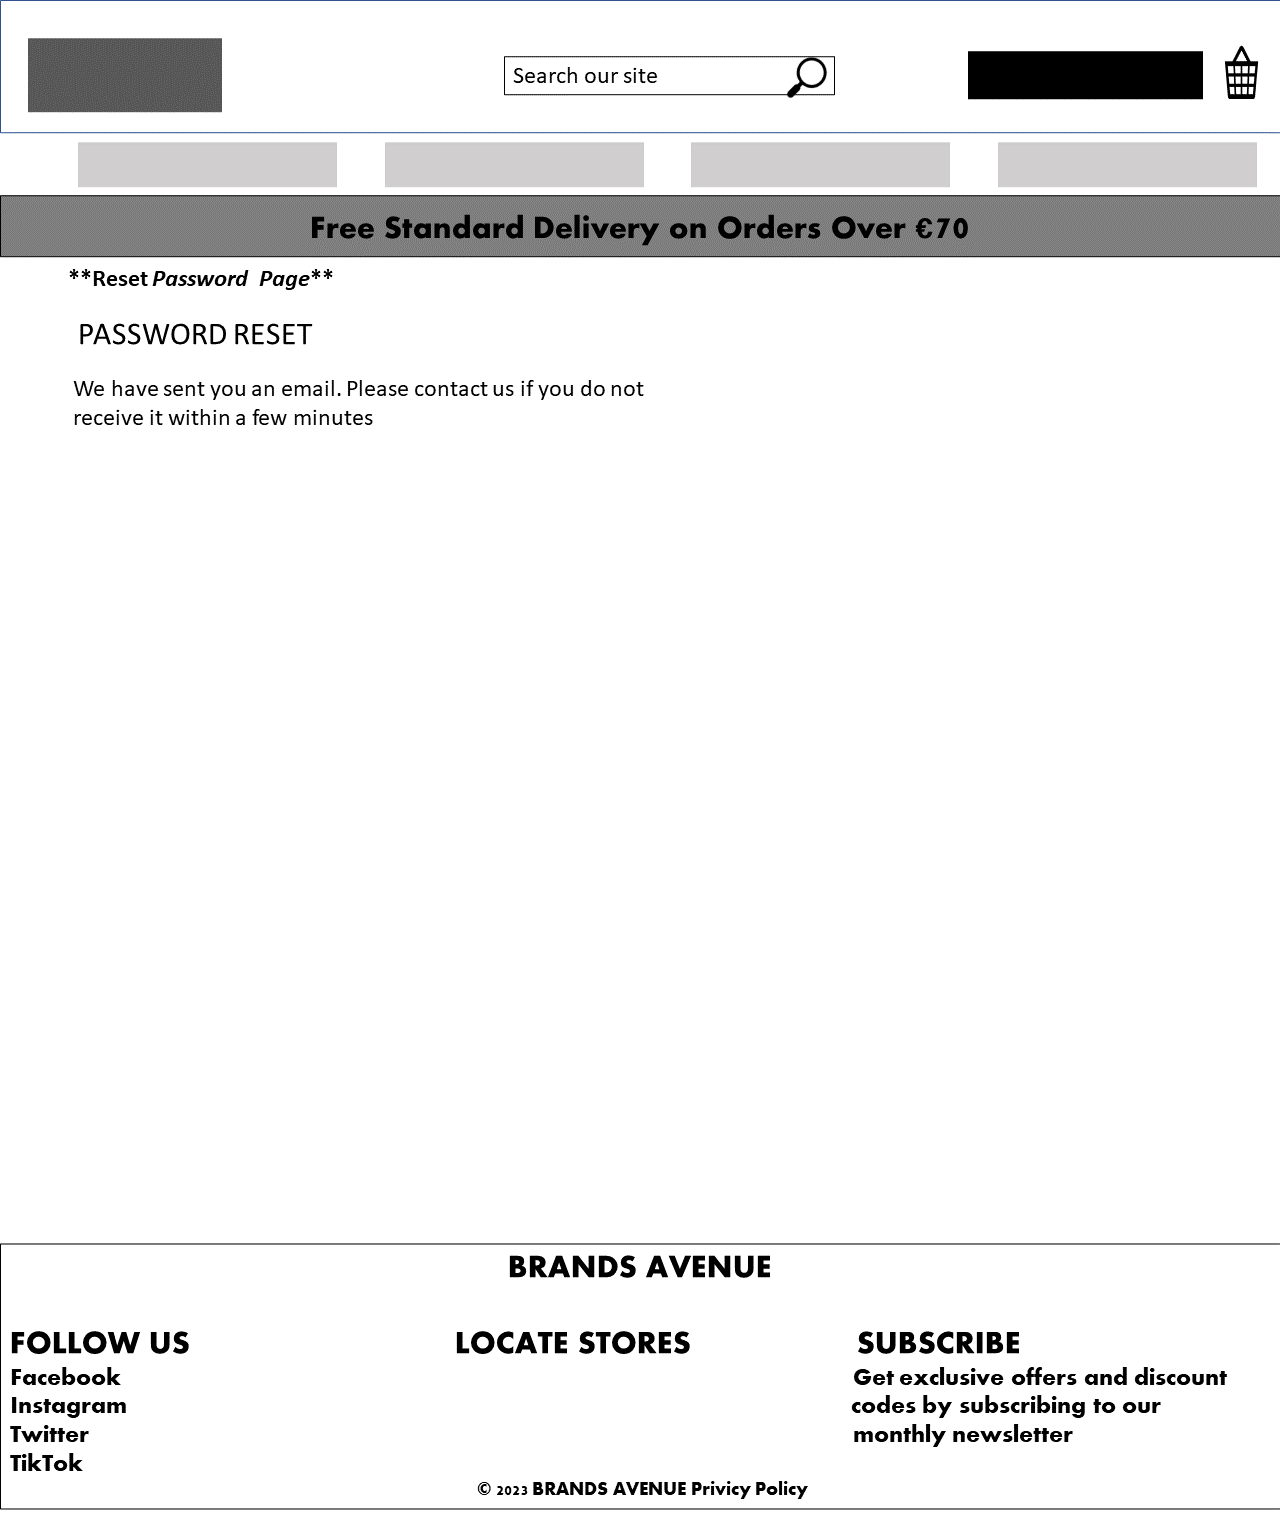 Search our site
Free Standard Delivery on Orders Over €70
**Reset Password Page**
PASSWORD RESET
We have sent you an email. Please contact us if you do not
receive it within a few minutes
BRANDS AVENUE
FOLLOW US
Facebook
Instagram
Twitter
TikTok
LOCATE STORES
SUBSCRIBE
Get exclusive offers and discount
codes by subscribing to our
monthly newsletter
© 2023 BRANDS AVENUE Privicy Policy